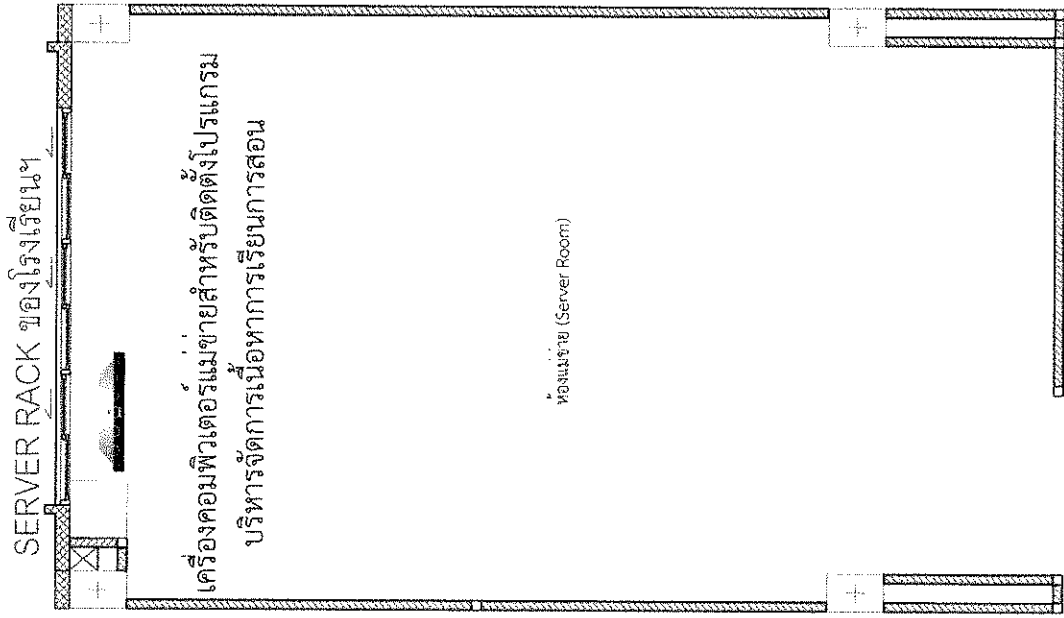 SERVER RACK ของโรงเรียนฯ
เครื่องคอมพิวเตอร์แม่ข่ายสำหรับติดตั้งโปรแกรม
บริหารจัดการเนื้อหาการเรียนการสอน
ห้องแม่ข่าย (Server Room)